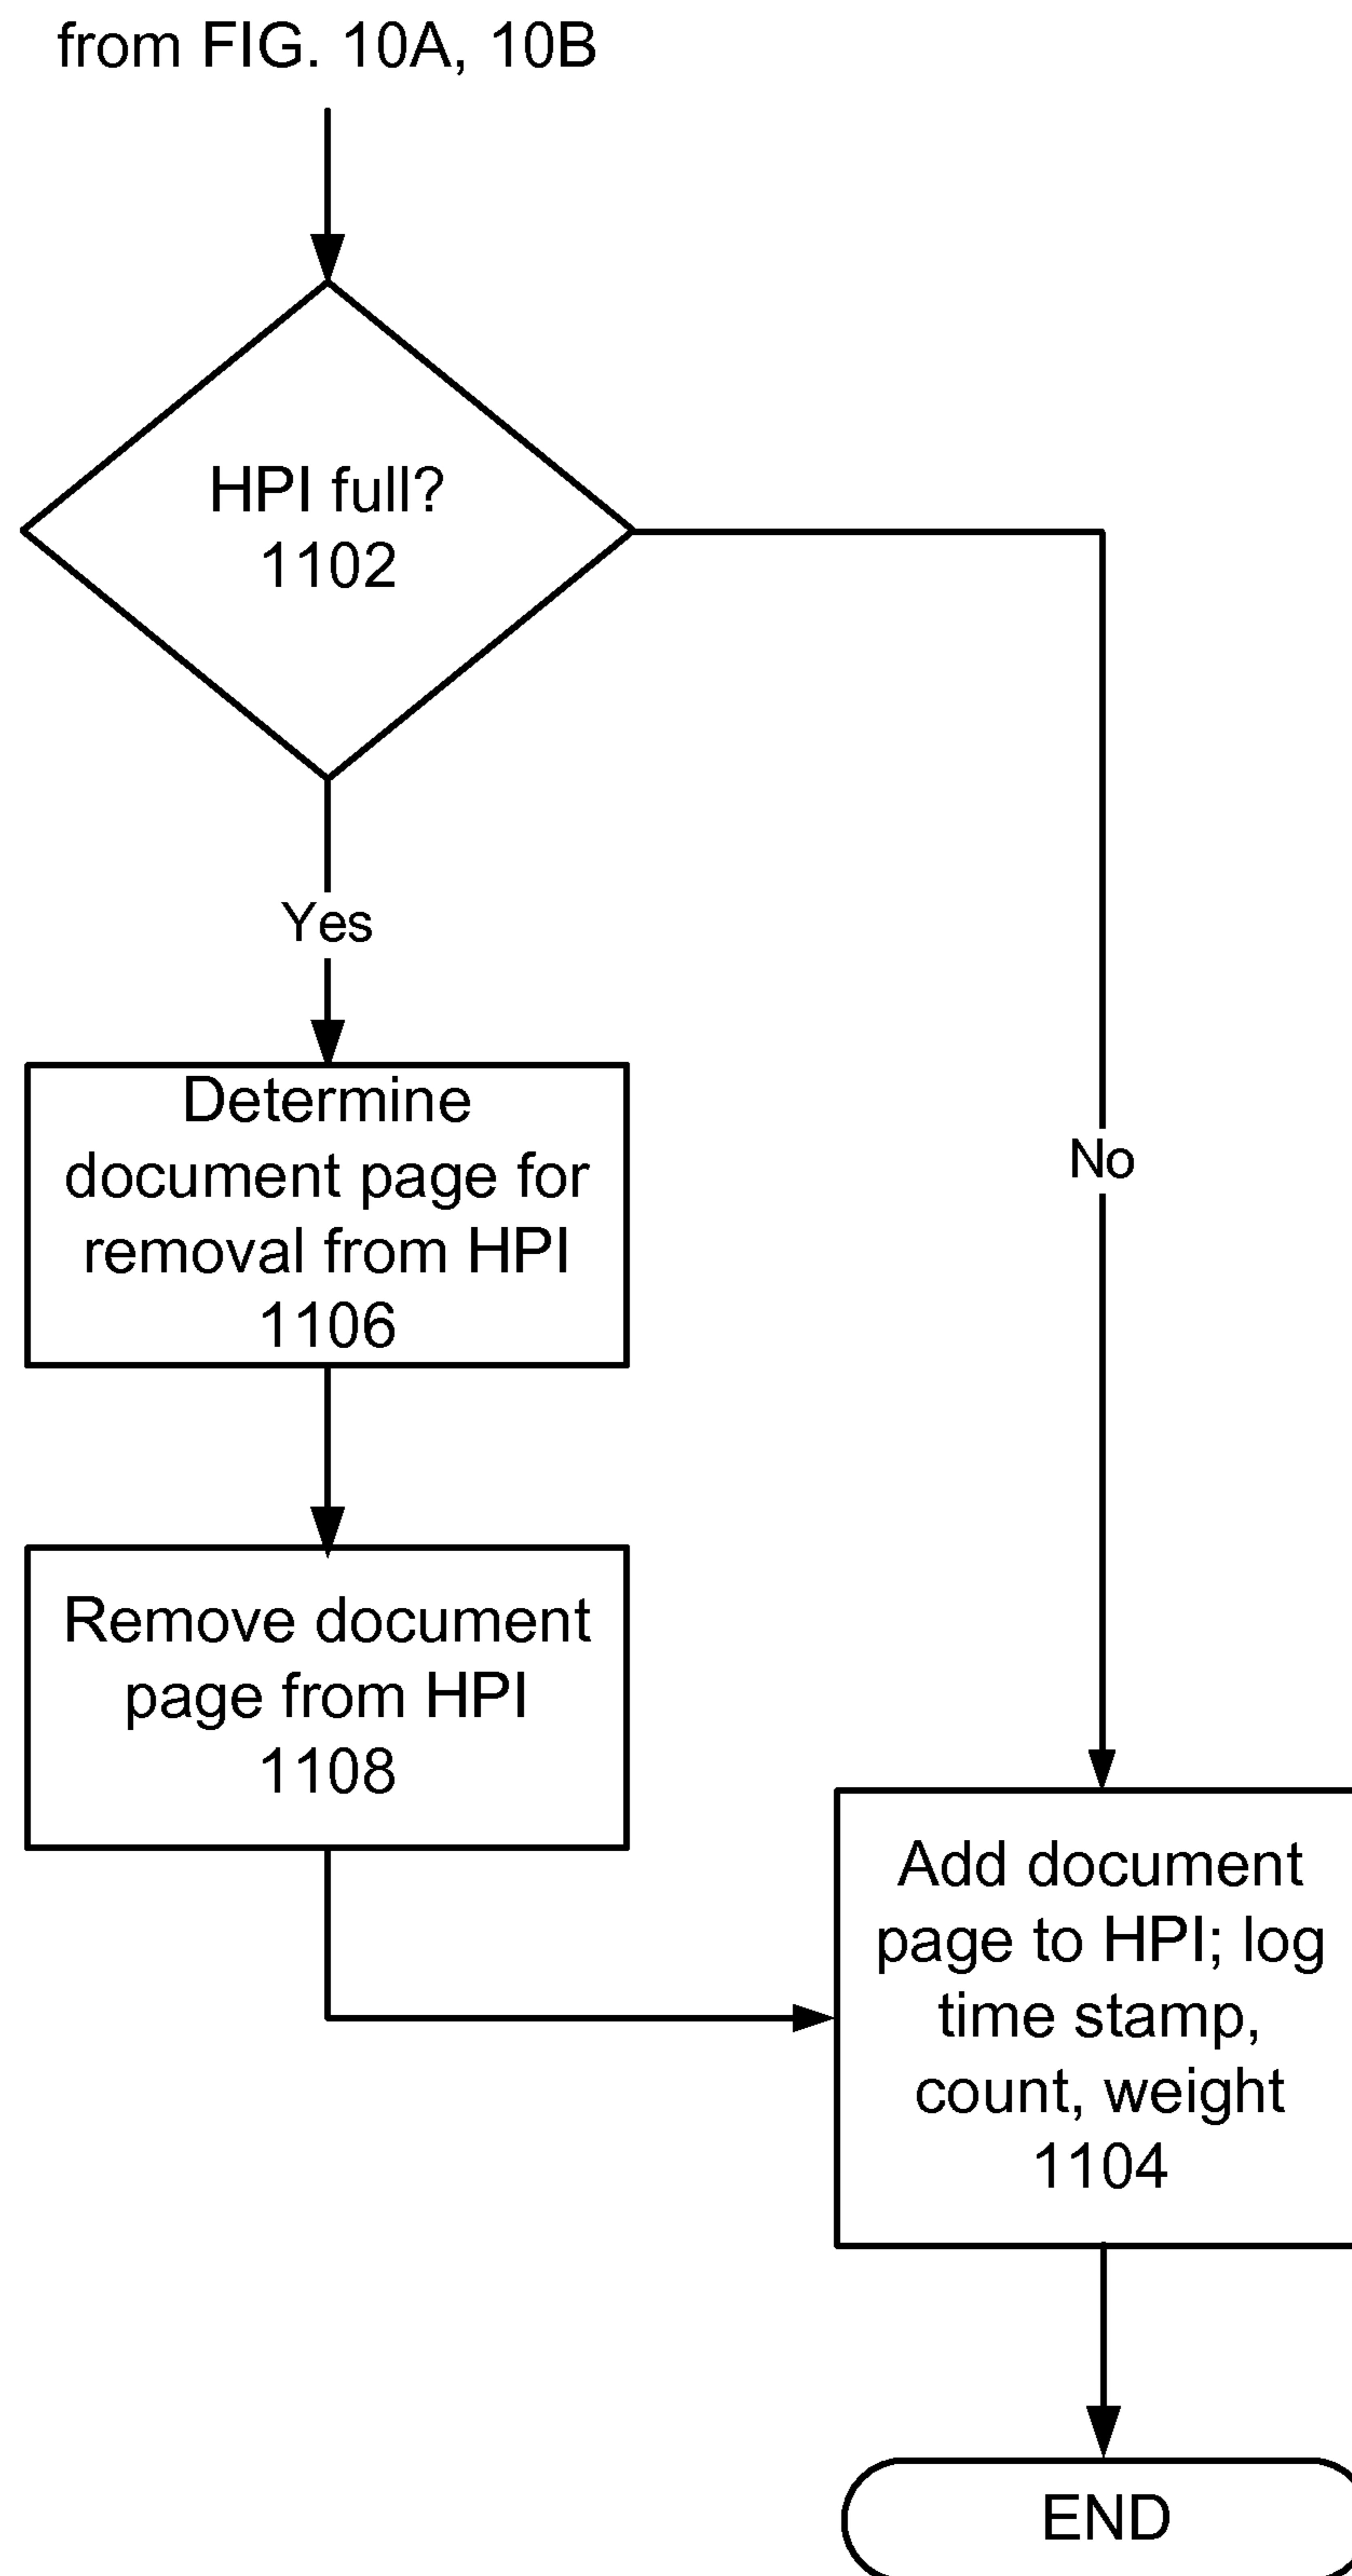 from FIG. 10A, 10B
HPI full?
1102
Yes
Determine
document page for
removal from HPI
1106
No
Remove document
page from HPI
1108
Add document
page to HPI; log
time stamp,
count, weight
1104
END